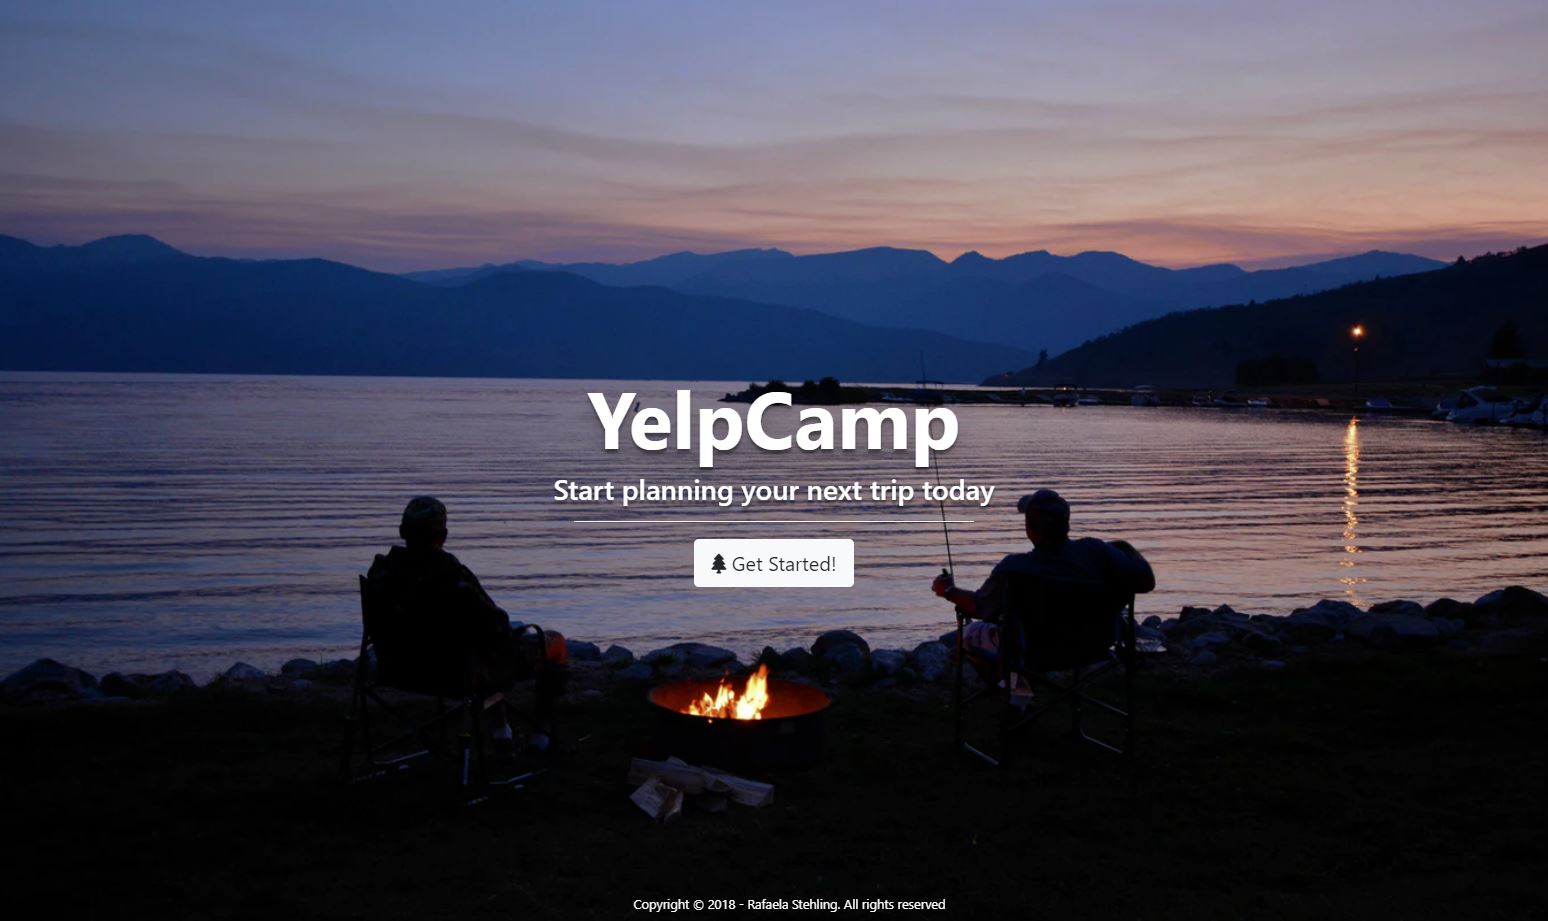 YelpCamp
Start planning your next trip today
Get Started!
Copyright © 2018 - Rafaela Stehling. All rights reserved